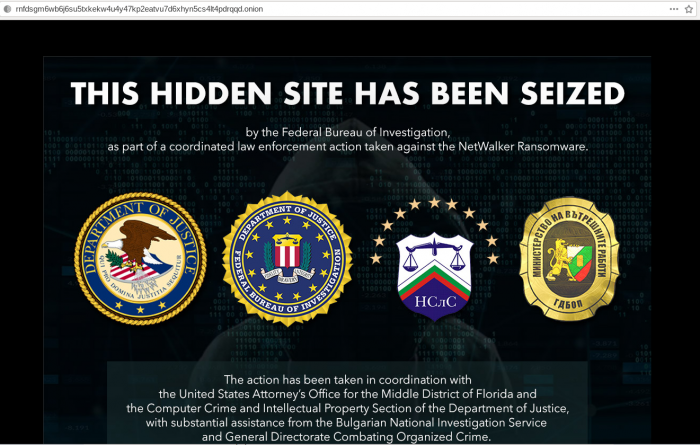 rnfdsgm6wb6j6su5txkekw4u4y47kp2eatvu7d6xhyn5cs4lt4pdrqqd.onion
THIS HIDDEN SITE HAS BEEN SEIZED
by the Federal Bureau of Investigation,
as part of a coordinated law enforcement action taken against the NetWalker Ransomware.
DEPARTMENT OF JUSTICE
QUI PRO DOMINA JUSTITIA SEQUITUR
DEPARTMENT OF JUSTICE
FEDERAL BUREAU OF INVESTIGATION
НСлС
МИНИСТЕРСТВО НА ВЪТРЕШНИТЕ РАБОТИ
ГДБОП
The action has been taken in coordination with
the United States Attorney's Office for the Middle District of Florida and
the Computer Crime and Intellectual Property Section of the Department of Justice,
with substantial assistance from the Bulgarian National Investigation Service
and General Directorate Combating Organized Crime.